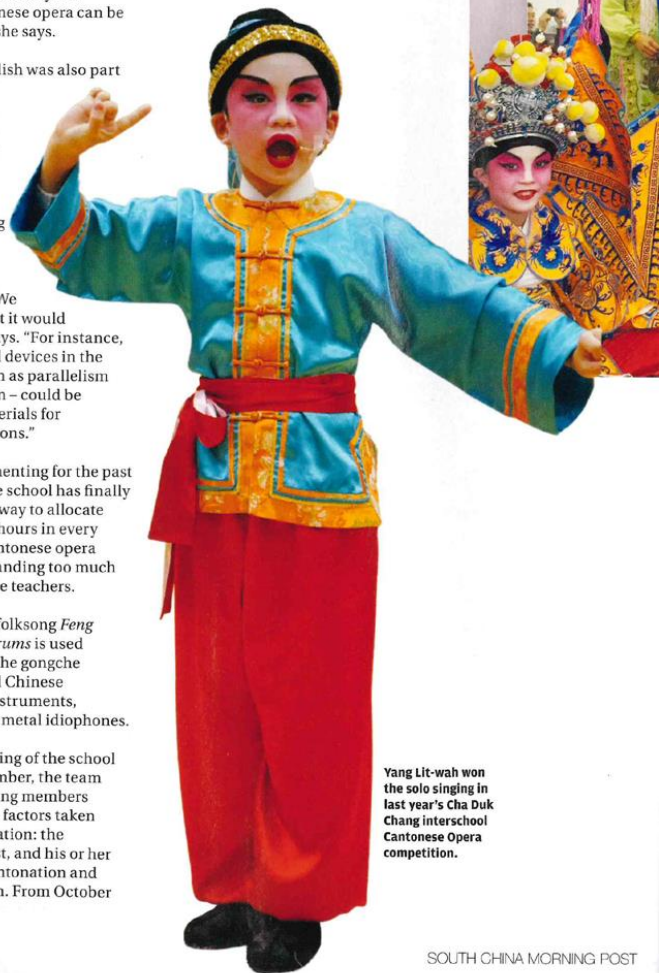 nese opera can be
she says.
lish was also part
We
t it would
ys. "For instance,
l devices in the
as parallelism
– could be
erials for
ons."
enting for the past
school has finally
way to allocate
hours in every
ntonese opera
anding too much
e teachers.
olksong Feng
rums is used
he gongche
Chinese
struments,
metal idiophones.
ing of the school
mber, the team
ng members
factors taken
ation: the
st, and his or her
ntonation and
n. From October
Yang Lit-wah won
the solo singing in
last year's Cha Duk
Chang interschool
Cantonese Opera
competition.
SOUTH CHINA MORNING POST